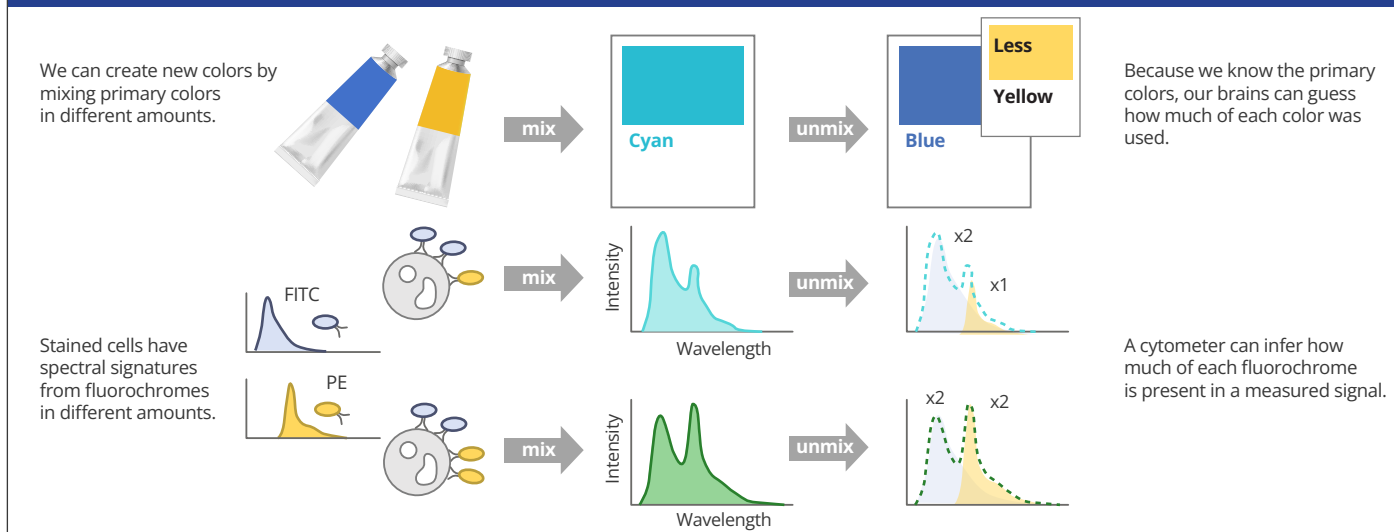 We can create new colors by
mixing primary colors
in different amounts.
mix
Cyan
unmix
Blue
Less
Yellow
Because we know the primary
colors, our brains can guess
how much of each color was
used.
Stained cells have
spectral signatures
from fluorochromes
in different amounts.
FITC
PE
mix
Intensity
Wavelength
unmix
x2
x1
mix
Intensity
Wavelength
unmix
x2
x2
A cytometer can infer how
much of each fluorochrome
is present in a measured signal.